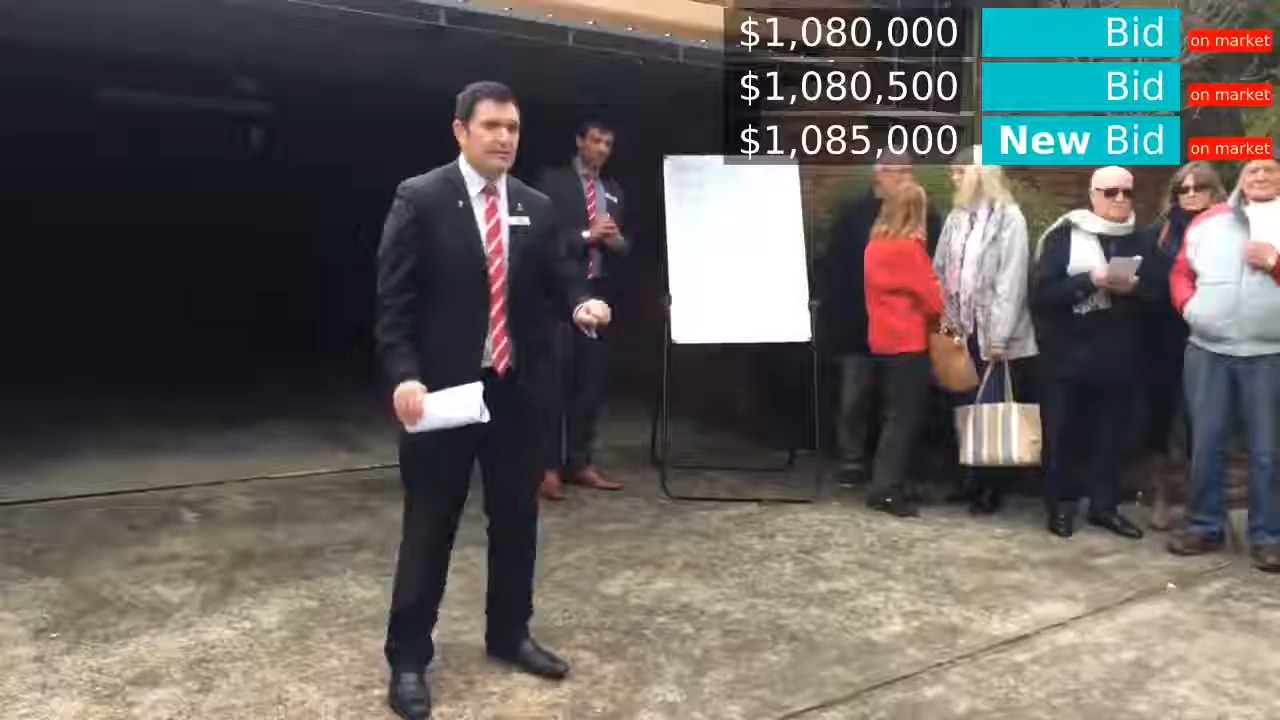 $1,080,000 Bid on market
$1,080,500 Bid on market
$1,085,000 New Bid on market